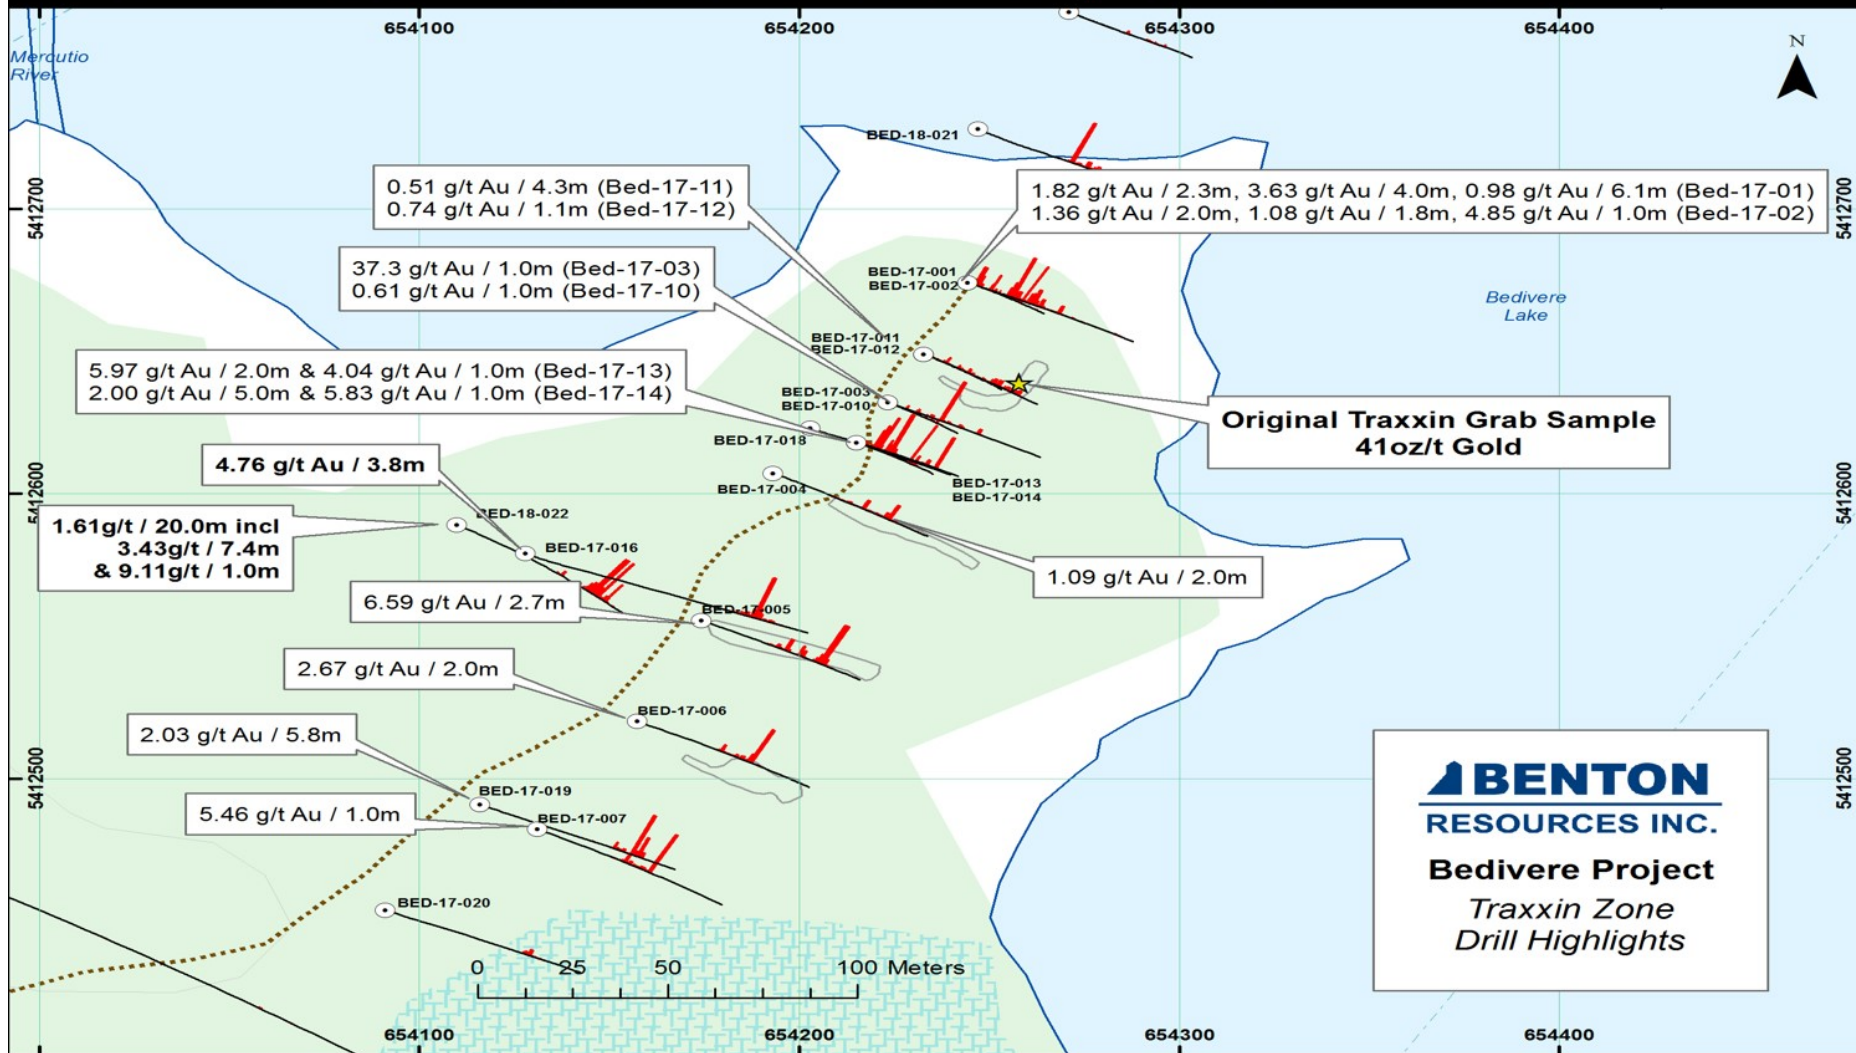 654100
654200
654300
654400
Mercutio
River
N
BED-18-021
5412700
5412700
0.51 g/t Au / 4.3m (Bed-17-11)
0.74 g/t Au / 1.1m (Bed-17-12)
1.82 g/t Au / 2.3m, 3.63 g/t Au / 4.0m, 0.98 g/t Au / 6.1m (Bed-17-01)
1.36 g/t Au / 2.0m, 1.08 g/t Au / 1.8m, 4.85 g/t Au / 1.0m (Bed-17-02)
37.3 g/t Au / 1.0m (Bed-17-03)
0.61 g/t Au / 1.0m (Bed-17-10)
BED-17-001
BED-17-002
Bedivere
Lake
BED-17-011
BED-17-012
5.97 g/t Au / 2.0m & 4.04 g/t Au / 1.0m (Bed-17-13)
2.00 g/t Au / 5.0m & 5.83 g/t Au / 1.0m (Bed-17-14)
BED-17-003
BED-17-010
Original Traxxin Grab Sample
41oz/t Gold
BED-17-018
4.76 g/t Au / 3.8m
BED-17-004
BED-17-013
BED-17-014
5412600
5412600
1.61g/t / 20.0m incl
3.43g/t / 7.4m
& 9.11g/t / 1.0m
BED-18-022
BED-17-016
1.09 g/t Au / 2.0m
6.59 g/t Au / 2.7m
BED-17-005
2.67 g/t Au / 2.0m
BED-17-006
2.03 g/t Au / 5.8m
5412500
5412500
BED-17-019
5.46 g/t Au / 1.0m
BED-17-007
BENTON
RESOURCES INC.
Bedivere Project
Traxxin Zone
Drill Highlights
BED-17-020
0 25 50 100 Meters
654100
654200
654300
654400